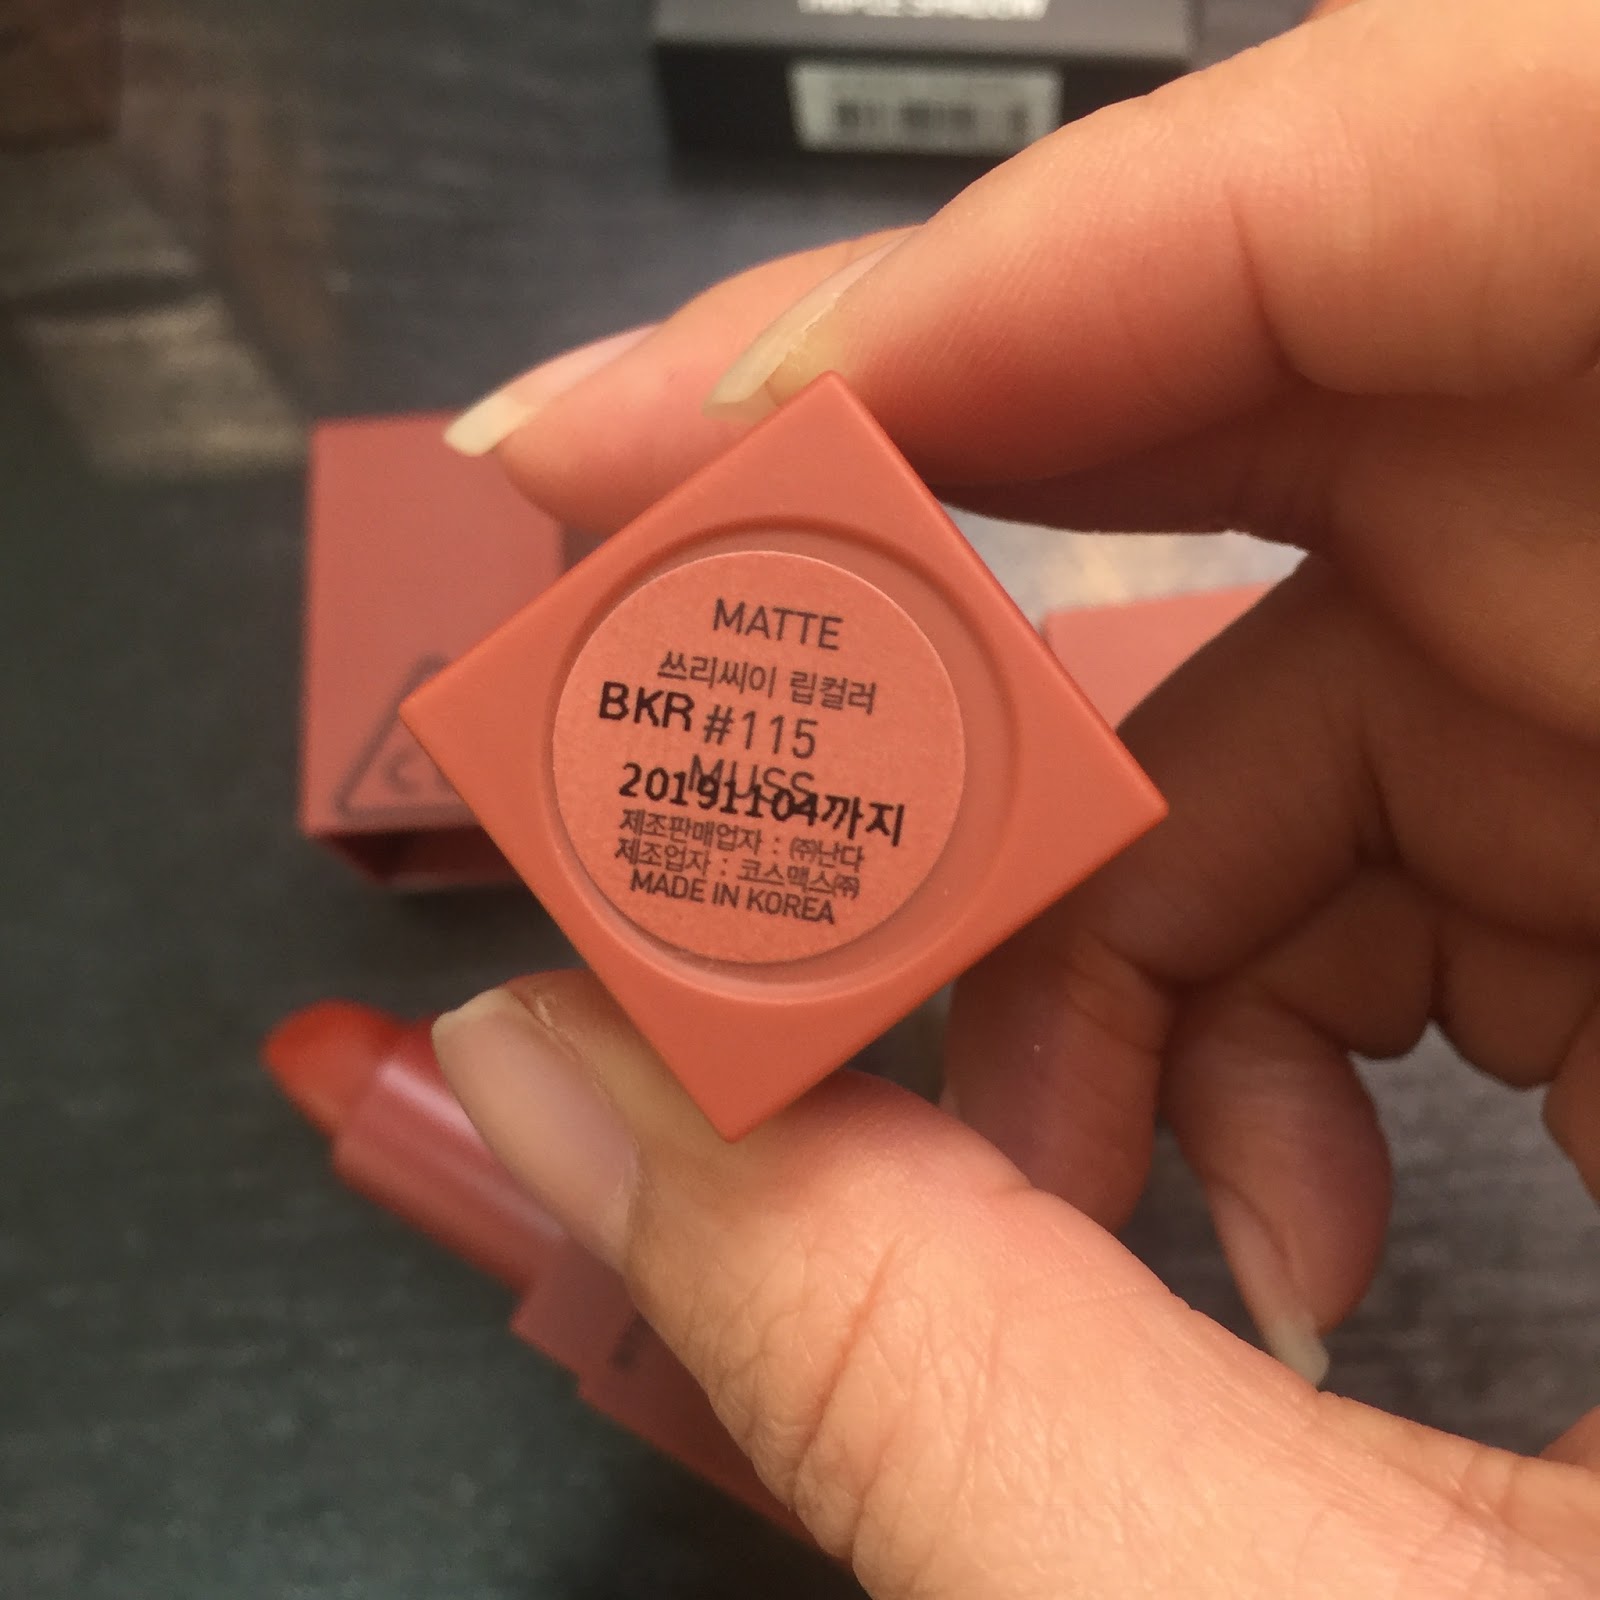 TRIPLE SHADOW
MATTE
쓰리씨이 립컬러
BKR #115
MUSS
20191104까지
제조판매업자 : ㈜난다
제조업자 : 코스맥스㈜
MADE IN KOREA